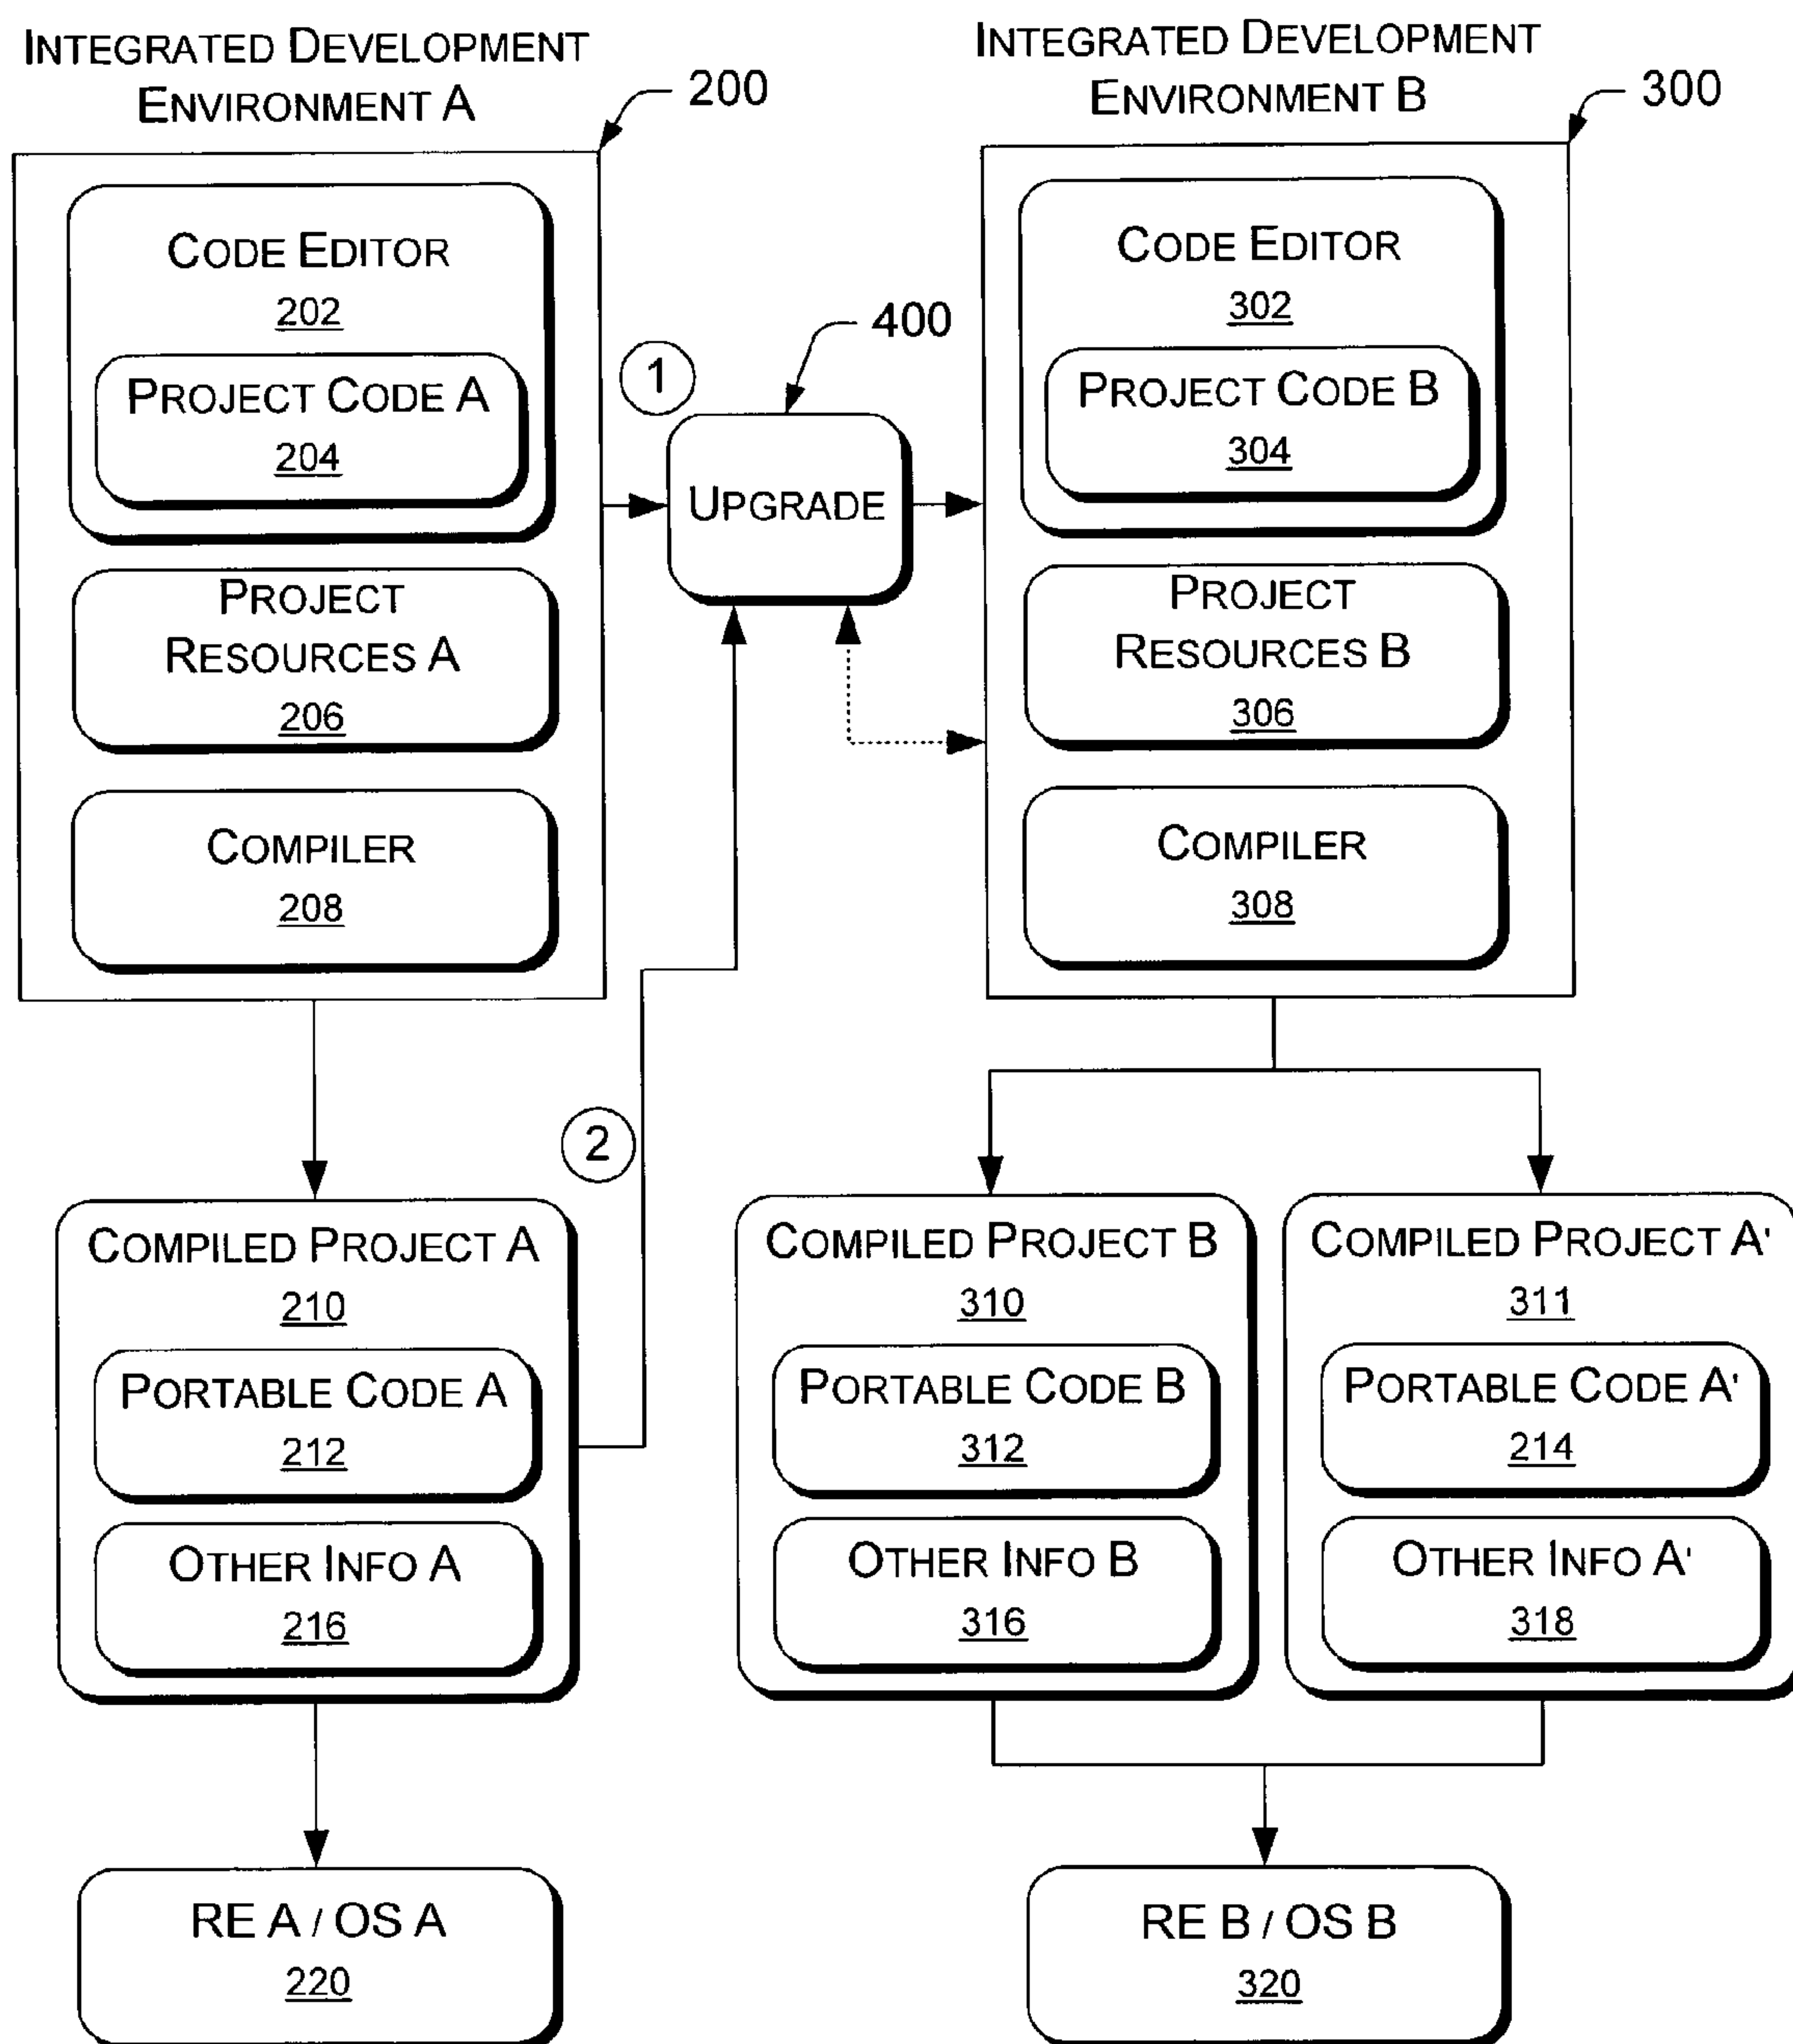 INTEGRATED DEVELOPMENT
ENVIRONMENT A
200
CODE EDITOR
202
PROJECT CODE A
204
PROJECT
RESOURCES A
206
COMPILER
208
1
400
UPGRADE
INTEGRATED DEVELOPMENT
ENVIRONMENT B
300
CODE EDITOR
302
PROJECT CODE B
304
PROJECT
RESOURCES B
306
COMPILER
308
2
COMPILED PROJECT A
210
PORTABLE CODE A
212
OTHER INFO A
216
COMPILED PROJECT B
310
PORTABLE CODE B
312
OTHER INFO B
316
COMPILED PROJECT A'
311
PORTABLE CODE A'
214
OTHER INFO A'
318
RE A / OS A
220
RE B / OS B
320